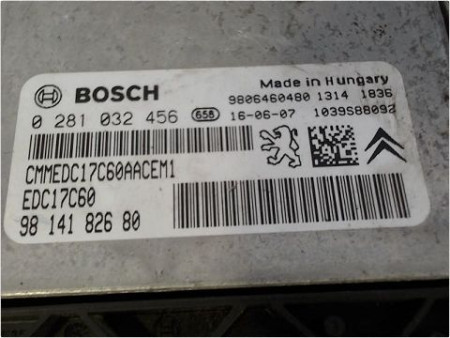 BOSCH
Made in Hungary
9806460480 1314 1836
0 281 032 456 658 16-06-07 1039S88092
CMMEDC17C60AACEM1
EDC17C60
98 141 826 80